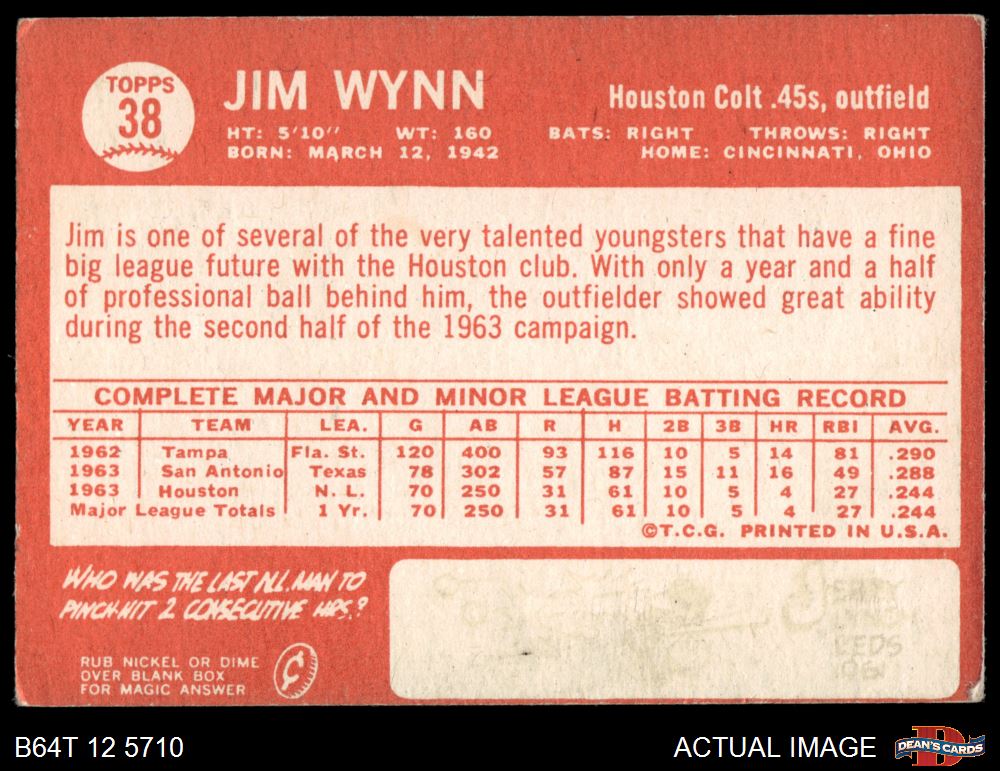 TOPPS
38
JIM WYNN
Houston Colt .45s, outfield
HT: 5'10" WT: 160 BATS: RIGHT THROWS: RIGHT
BORN: MARCH 12, 1942 HOME: CINCINNATI, OHIO
Jim is one of several of the very talented youngsters that have a fine
big league future with the Houston club. With only a year and a half
of professional ball behind him, the outfielder showed great ability
during the second half of the 1963 campaign.
COMPLETE MAJOR AND MINOR LEAGUE BATTING RECORD
YEAR TEAM LEA. G AB R H 2B 3B HR RBI AVG.
1962 Tampa Fla. St. 120 400 93 116 10 5 14 81 .290
1963 San Antonio Texas 78 302 57 87 15 11 16 49 .288
1963 Houston N. L. 70 250 31 61 10 5 4 27 .244
Major League Totals 1 Yr. 70 250 31 61 10 5 4 27 .244
©T.C.G. PRINTED IN U.S.A.
WHO WAS THE LAST N.L. MAN TO
PINCH-HIT 2 CONSECUTIVE HRS.?
RUB NICKEL OR DIME
OVER BLANK BOX
FOR MAGIC ANSWER
¢
REDS
B64T 12 5710
ACTUAL IMAGE
D
DEAN'S CARDS